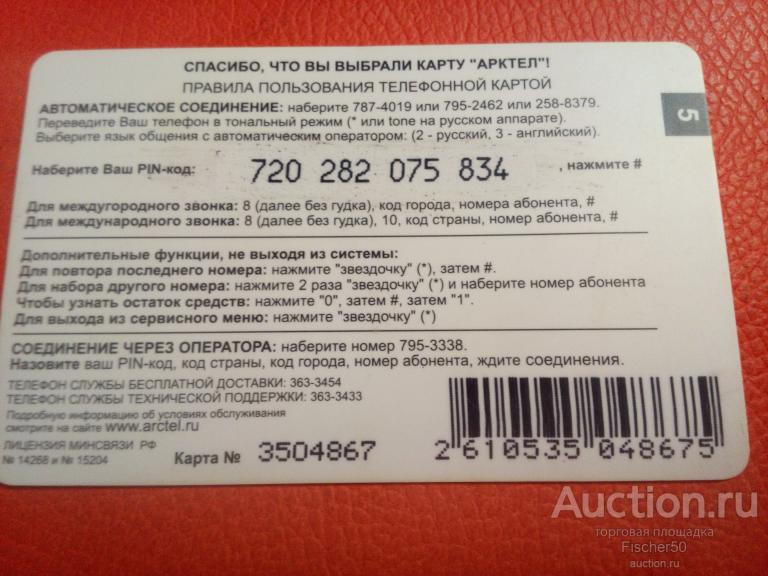 СПАСИБО, ЧТО ВЫ ВЫБРАЛИ КАРТУ "АРКТЕЛ"!
ПРАВИЛА ПОЛЬЗОВАНИЯ ТЕЛЕФОННОЙ КАРТОЙ
АВТОМАТИЧЕСКОЕ СОЕДИНЕНИЕ: наберите 787-4019 или 795-2462 или 258-8379.
Переведите Ваш телефон в тональный режим (* или tone на русском аппарате).
Выберите язык общения с автоматическим оператором: (2 - русский, 3 - английский).
5
Наберите Ваш PIN-код: 720 282 075 834 , нажмите #
Для междугородного звонка: 8 (далее без гудка), код города, номера абонента, #
Для международного звонка: 8 (далее без гудка), 10, код страны, номер абонента, #
Дополнительные функции, не выходя из системы:
Для повтора последнего номера: нажмите "звездочку" (*), затем #.
Для набора другого номера: нажмите 2 раза "звездочку" (*) и наберите номер абонента
Чтобы узнать остаток средств: нажмите "0", затем #, затем "1".
Для выхода из сервисного меню: нажмите "звездочку" (*)
СОЕДИНЕНИЕ ЧЕРЕЗ ОПЕРАТОРА: наберите номер 795-3338.
Назовите ваш PIN-код, код страны, код города, номер абонента, ждите соединения.
ТЕЛЕФОН СЛУЖБЫ БЕСПЛАТНОЙ ДОСТАВКИ: 363-3454
ТЕЛЕФОН СЛУЖБЫ ТЕХНИЧЕСКОЙ ПОДДЕРЖКИ: 363-3433
Подробную информацию об условиях обслуживания
смотрите на сайте www.arctel.ru
ЛИЦЕНЗИЯ МИНСВЯЗИ РФ
№ 14268 и № 15204
Карта № 3504867
2 610535 048675
Auction.ru
торговая площадка
Fischer50
auction.ru